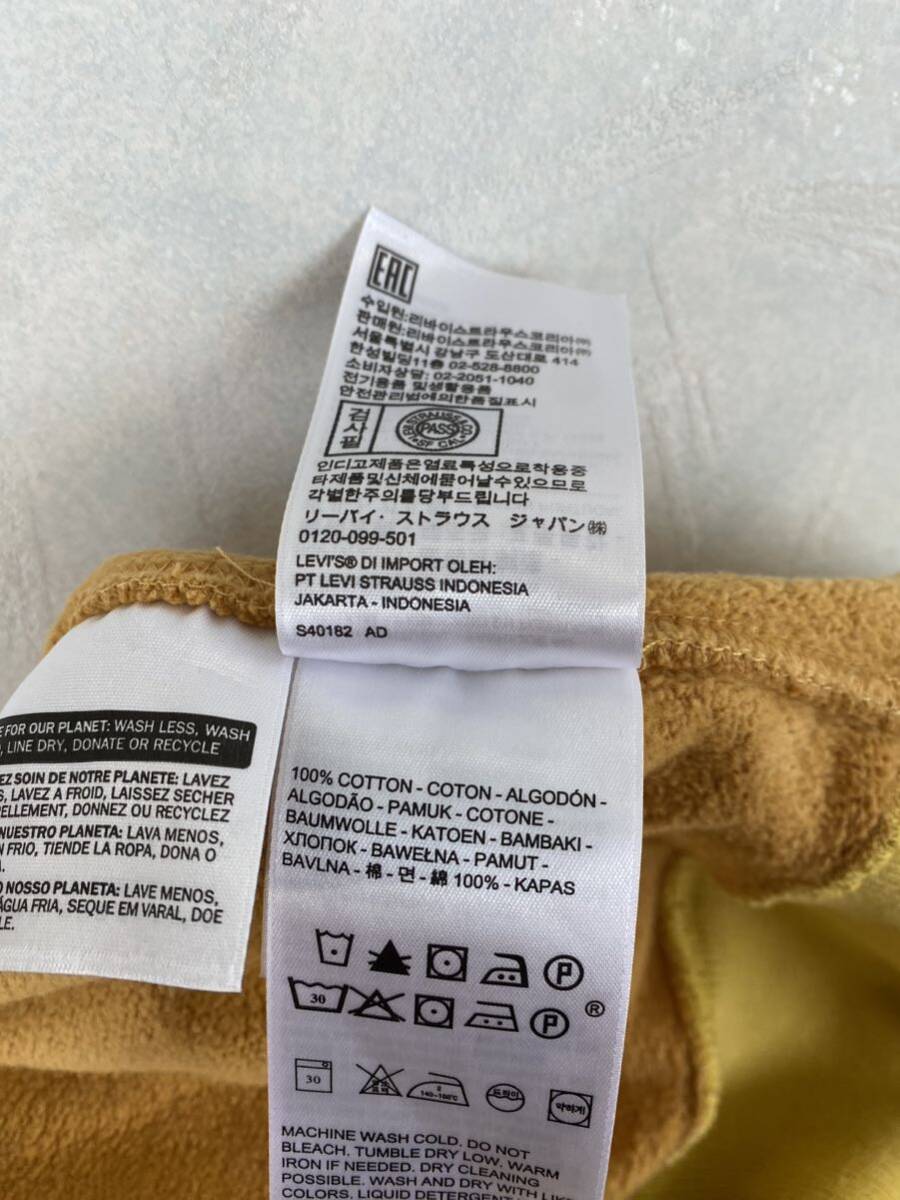 EAC
수입원:리바이스트라우스코리아㈜
판매원:리바이스트라우스코리아㈜
서울특별시 강남구 도산대로 414
한성빌딩11층 02-528-8800
소비자상담: 02-2051-1040
전기용품 및생활용품
안전관리법에의한품질표시
검사필
STRAUSS & CO
PASS
SF CAL
인디고제품은염료특성으로착용중
타제품및신체에묻어날수있으므로
각별한주의를당부드립니다
リーバイ・ストラウス ジャパン㈱
0120-099-501
LEVI'S® DI IMPORT OLEH:
PT LEVI STRAUSS INDONESIA
JAKARTA - INDONESIA
S40182 AD
FOR OUR PLANET: WASH LESS, WASH
, LINE DRY, DONATE OR RECYCLE
SOIN DE NOTRE PLANETE: LAVEZ
, LAVEZ A FROID, LAISSEZ SECHER
DONNEZ OU RECYCLEZ
NUESTRO PLANETA: LAVA MENOS,
FRIO, TIENDE LA ROPA, DONA O
NOSSO PLANETA: LAVE MENOS,
ÁGUA FRIA, SEQUE EM VARAL, DOE
100% COTTON - COTON - ALGODÓN -
ALGODÃO - PAMUK - COTONE -
BAUMWOLLE - KATOEN - BAMBAKI -
ХЛОПОК - BAWEŁNA - PAMUT -
BAVLNA - 棉 - 면 - 綿 100% - KAPAS
P
30 P ®
30 140~160℃ 드라이 약하게
MACHINE WASH COLD. DO NOT
BLEACH. TUMBLE DRY LOW. WARM
IRON IF NEEDED. DRY CLEANING
POSSIBLE. WASH AND DRY WITH LIKE
COLORS. LIQUID DETERGENT